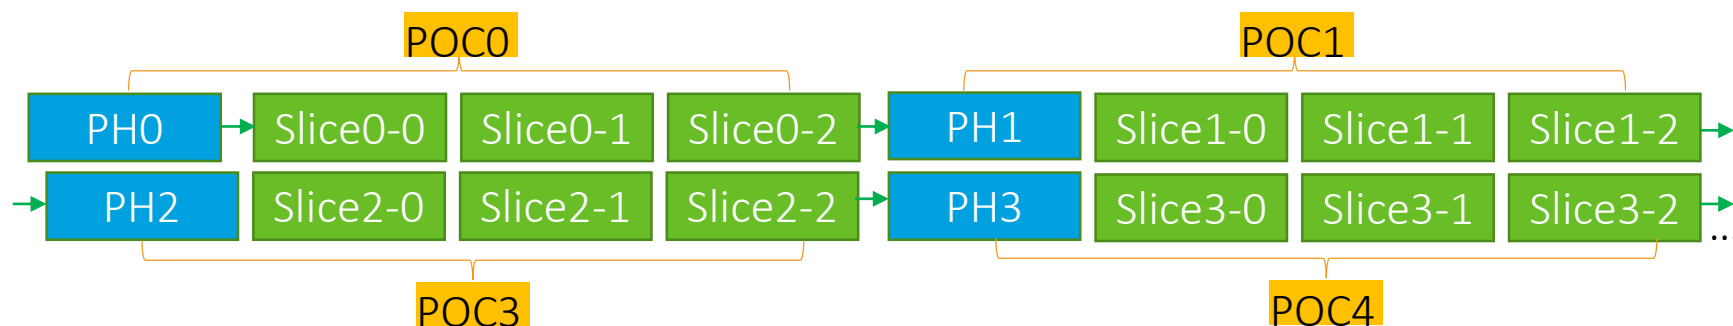 POC0 POC1
PH0 Slice0-0 Slice0-1 Slice0-2 PH1 Slice1-0 Slice1-1 Slice1-2
PH2 Slice2-0 Slice2-1 Slice2-2 PH3 Slice3-0 Slice3-1 Slice3-2
..
POC3 POC4